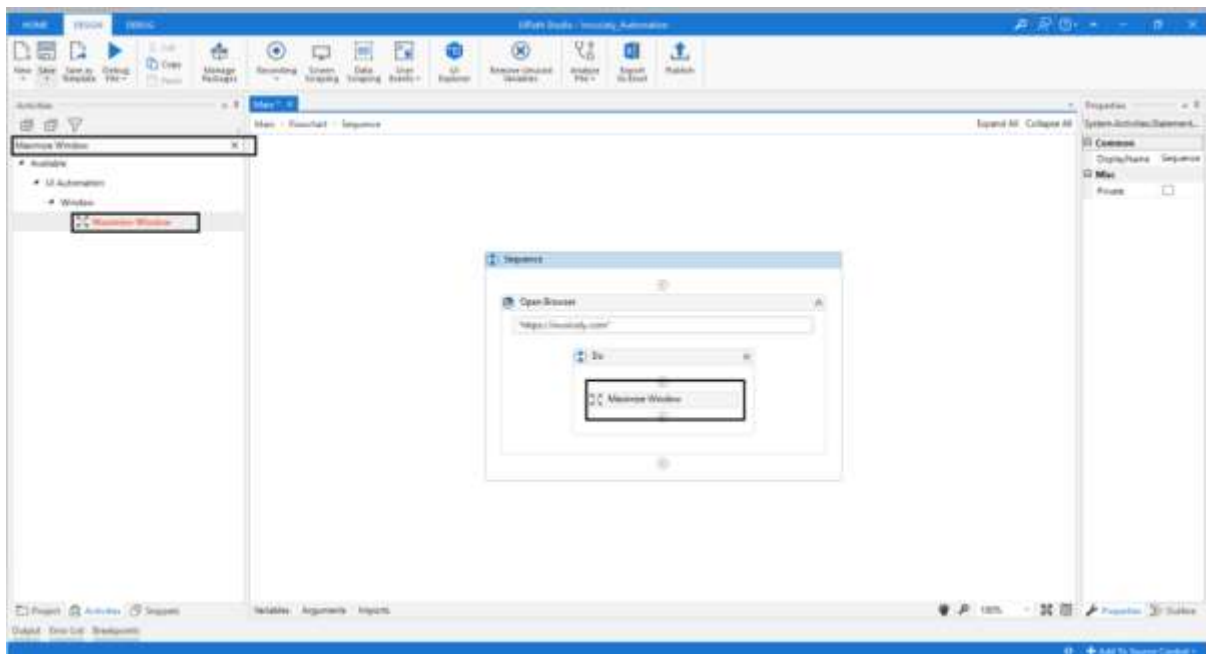 HOME DESIGN DEBUG
UiPath Studio - Invoicely_Automation
New Save Save as Template Debug File Cut Copy Paste Manage Packages Recording Screen Scraping Data Scraping User Events UI Explorer Remove Unused Variables Analyze File Export to Excel Publish
Activities
Main
Properties
Main Flowchart Sequence
Expand All Collapse All
System.Activities.Statement...
Maximize Window
Common
Available
DisplayName Sequence
UI Automation
Misc
Window
Private
Maximize Window
Sequence
Open Browser
"https://invoicely.com"
Do
Maximize Window
Project Activities Snippets
Variables Arguments Imports
100%
Properties Outline
Output Error List Breakpoints
Add To Source Control